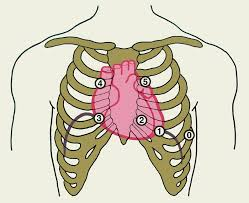 ④ ⑤
③ ② ① ⓪